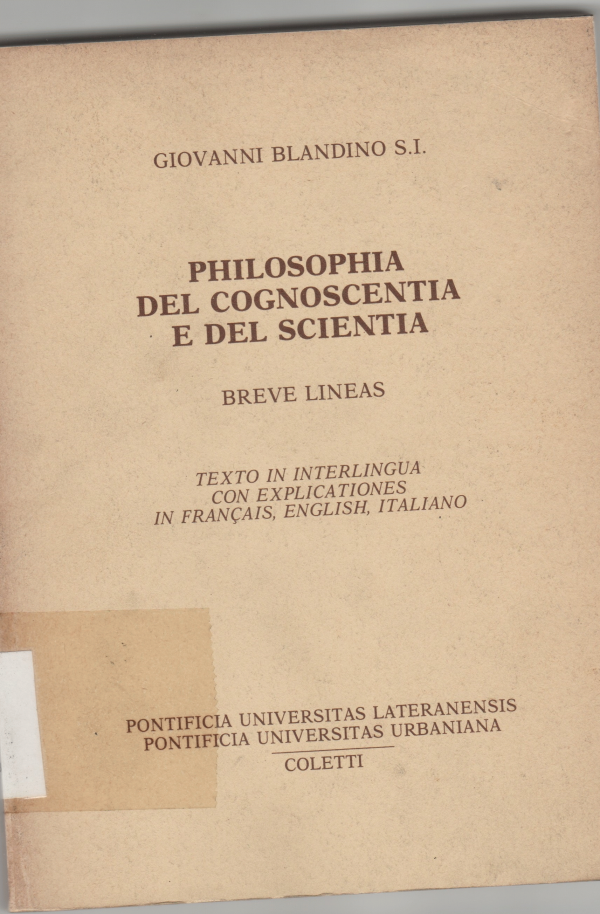 GIOVANNI BLANDINO S.I.
PHILOSOPHIA
DEL COGNOSCENTIA
E DEL SCIENTIA
BREVE LINEAS
TEXTO IN INTERLINGUA
CON EXPLICATIONES
IN FRANÇAIS, ENGLISH, ITALIANO
PONTIFICIA UNIVERSITAS LATERANENSIS
PONTIFICIA UNIVERSITAS URBANIANA
COLETTI